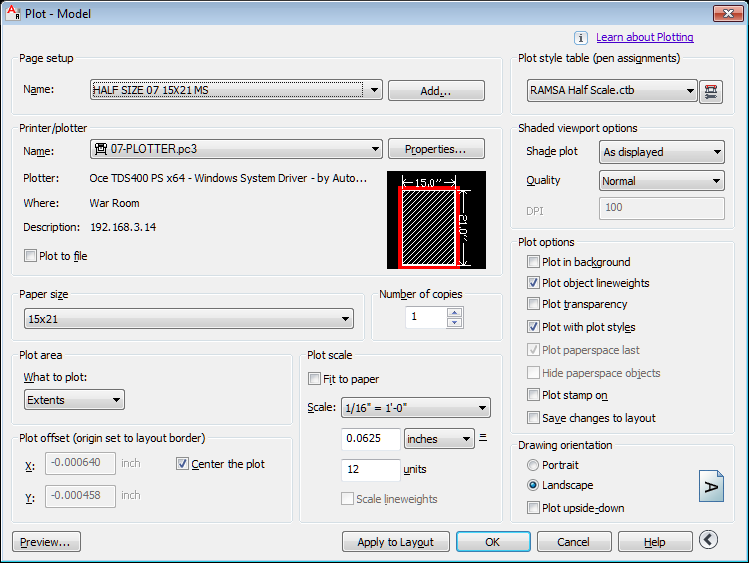 Plot - Model
Learn about Plotting
Page setup
Name:
HALF SIZE 07 15X21 MS
Add...
Printer/plotter
Name:
07-PLOTTER.pc3
Properties...
Plotter:
Oce TDS400 PS x64 - Windows System Driver - by Auto...
Where:
War Room
Description:
192.168.3.14
Plot to file
15.0''
21.0''
Paper size
15x21
Number of copies
1
Plot area
What to plot:
Extents
Plot offset (origin set to layout border)
X:
-0.000640
inch
Center the plot
Y:
-0.000458
inch
Plot scale
Fit to paper
Scale:
1/16" = 1'-0"
0.0625
inches
=
12
units
Scale lineweights
Plot style table (pen assignments)
RAMSA Half Scale.ctb
Shaded viewport options
Shade plot
As displayed
Quality
Normal
DPI
100
Plot options
Plot in background
Plot object lineweights
Plot transparency
Plot with plot styles
Plot paperspace last
Hide paperspace objects
Plot stamp on
Save changes to layout
Drawing orientation
Portrait
Landscape
Plot upside-down
A
Preview...
Apply to Layout
OK
Cancel
Help